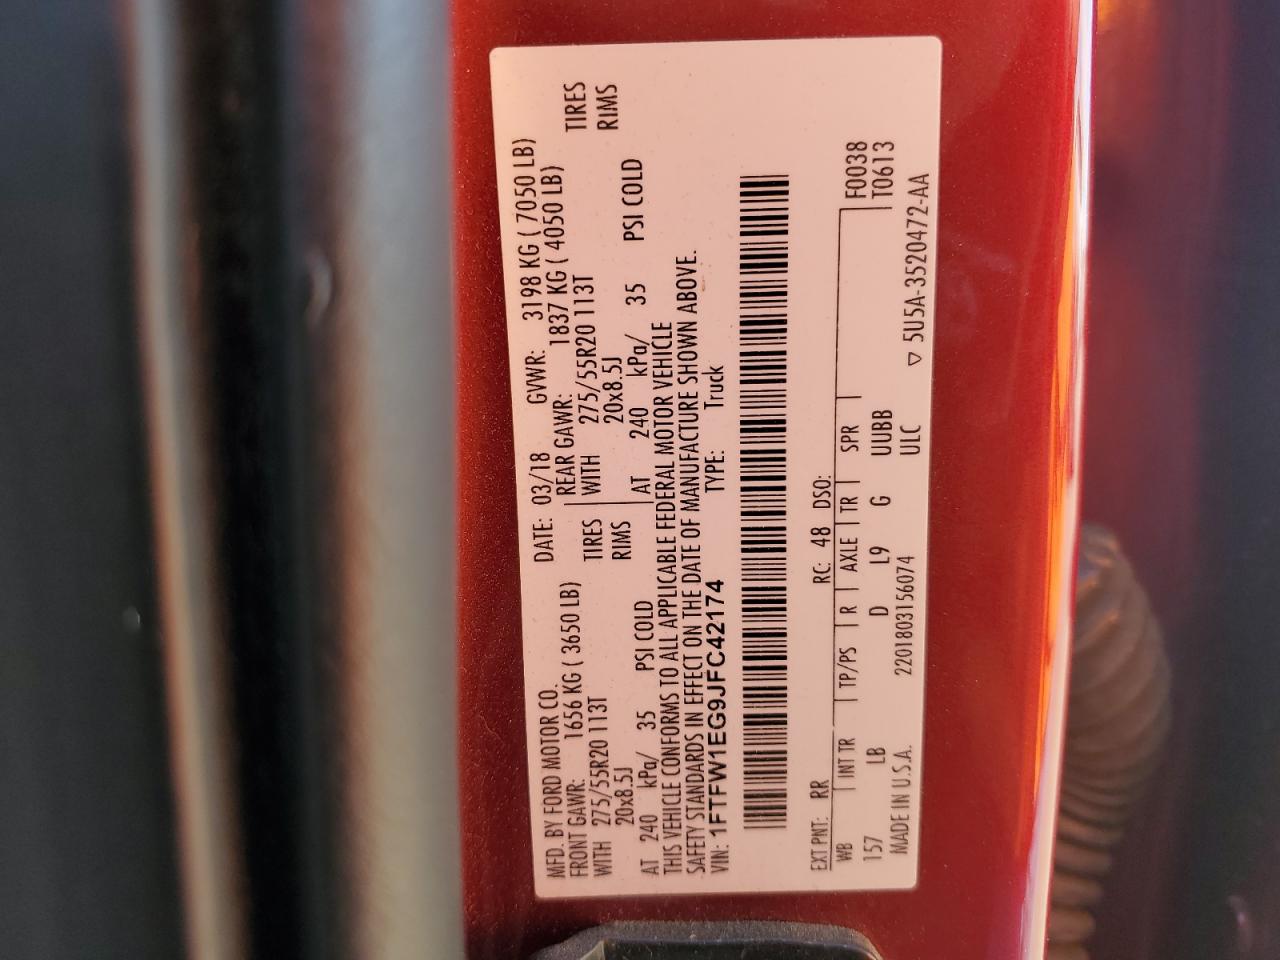 MFD. BY FORD MOTOR CO. DATE: 03/18 GVWR: 3198 KG ( 7050 LB)
FRONT GAWR: 1656 KG ( 3650 LB) REAR GAWR: 1837 KG ( 4050 LB)
WITH 275/55R20 113T TIRES WITH 275/55R20 113T TIRES
20x8.5J RIMS 20x8.5J RIMS
AT 240 kPa/ 35 PSI COLD AT 240 kPa/ 35 PSI COLD
THIS VEHICLE CONFORMS TO ALL APPLICABLE FEDERAL MOTOR VEHICLE
SAFETY STANDARDS IN EFFECT ON THE DATE OF MANUFACTURE SHOWN ABOVE.
VIN: 1FTFW1EG9JFC42174 TYPE: Truck
EXT PNT: RR RC: 48 DSO:
WB INT TR TP/PS R AXLE TR SPR F0038
157 LB D L9 G UUBB T0613
MADE IN U.S.A. 2201803156074 ULC ▽ 5U5A-3520472-AA